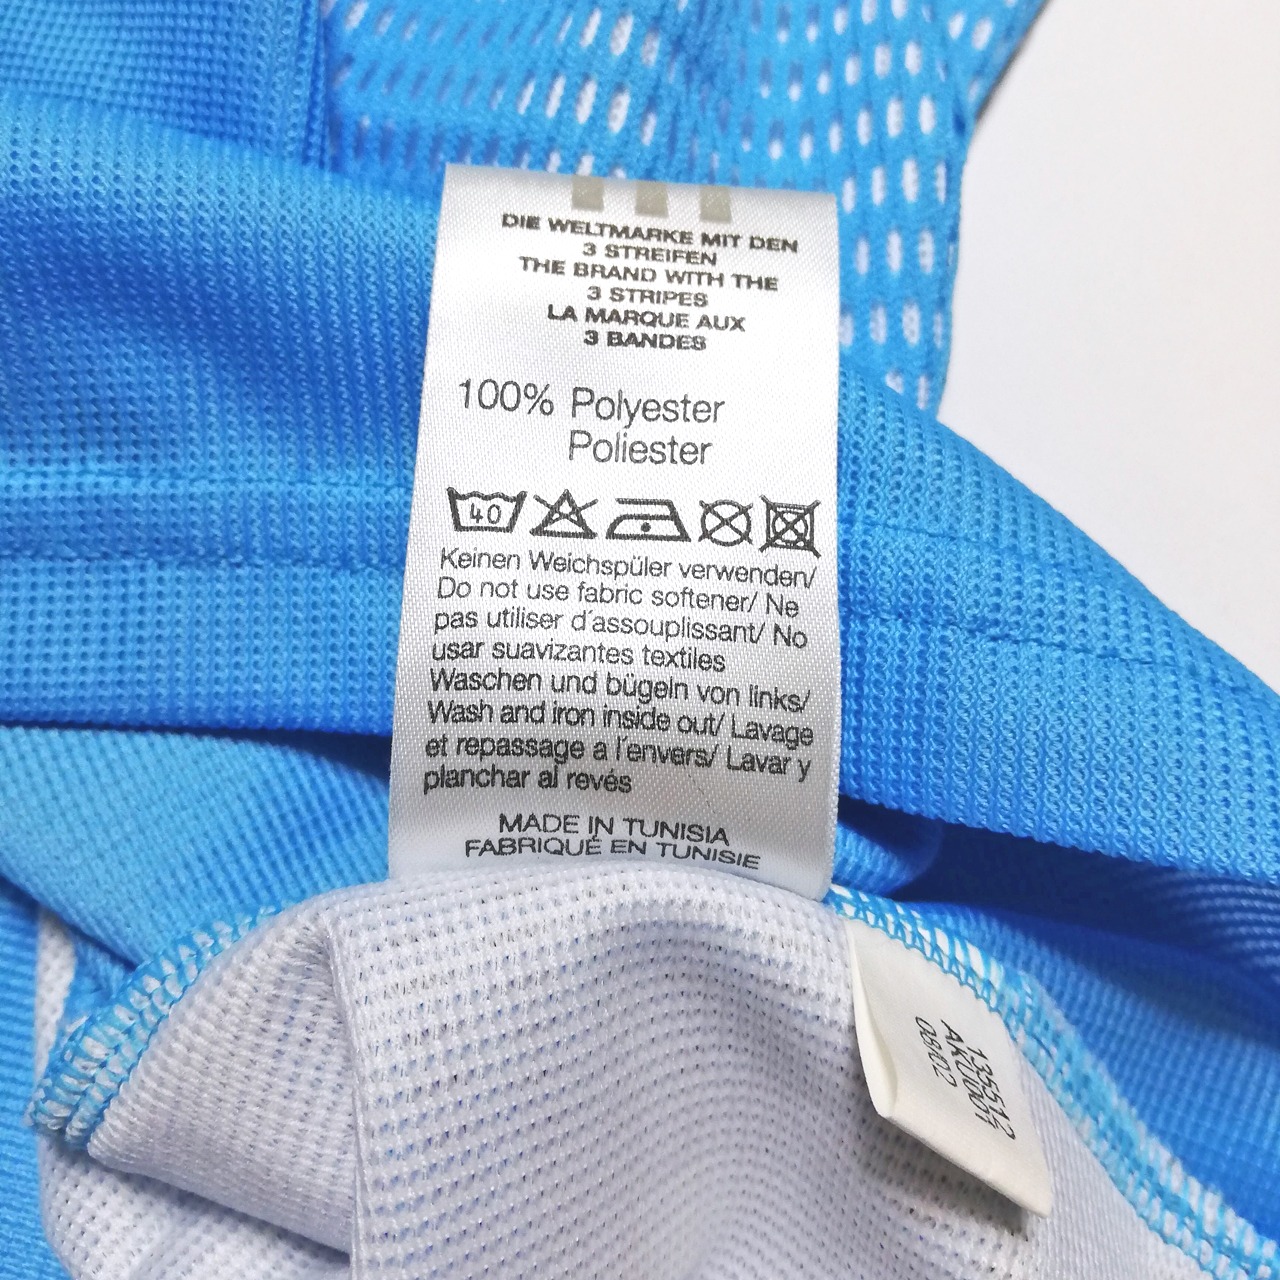 DIE WELTMARKE MIT DEN
3 STREIFEN
THE BRAND WITH THE
3 STRIPES
LA MARQUE AUX
3 BANDES
100% Polyester
Poliester
40
Keinen Weichspüler verwenden/
Do not use fabric softener/ Ne
pas utiliser d'assouplissant/ No
usar suavizantes textiles
Waschen und bügeln von links/
Wash and iron inside out/ Lavage
et repassage a l'envers/ Lavar y
planchar al revés
MADE IN TUNISIA
FABRIQUÉ EN TUNISIE
135512
08/02